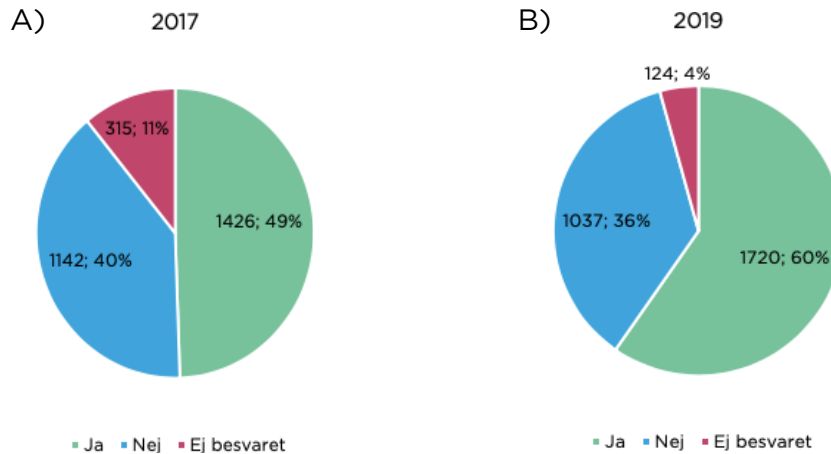 A)
2017
315; 11%
1426; 49%
1142; 40%
Ja Nej Ej besvaret
B)
2019
124; 4%
1037; 36%
1720; 60%
Ja Nej Ej besvaret